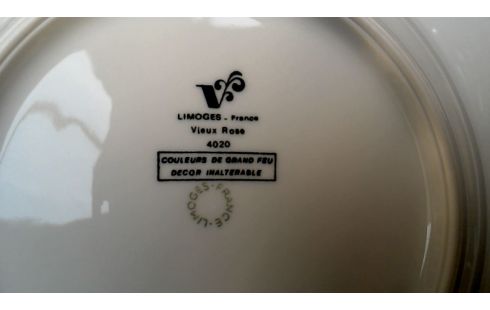 V
LIMOGES - France
Vieux Rose
4020
COULEURS DE GRAND FEU
DECOR INALTERABLE
LIMOGES-FRANCE-